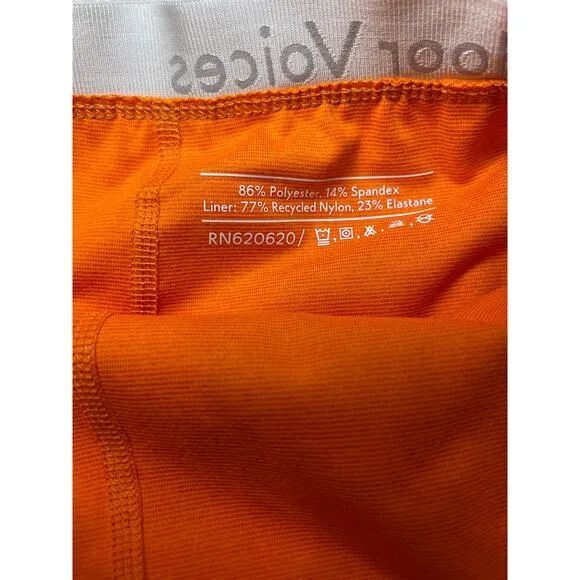 door Voices
86% Polyester, 14% Spandex
Liner: 77% Recycled Nylon, 23% Elastane
RN620620/